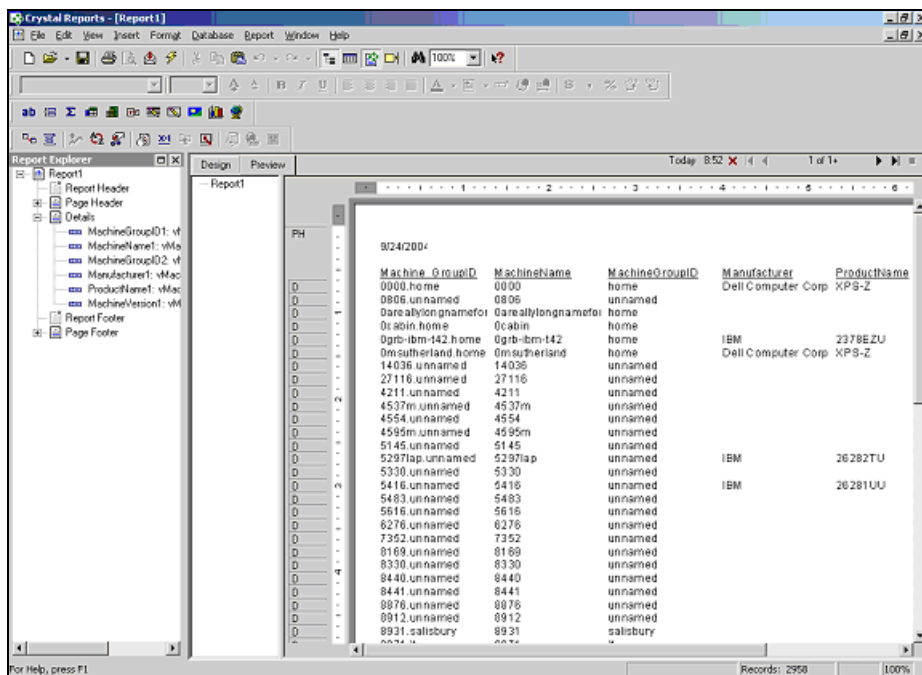 Crystal Reports - [Report1]
File Edit View Insert Format Database Report Window Help
100%
B I U
Report Explorer
Report1
Report Header
Page Header
Details
MachineGroupID1: vM
MachineName1: vMa
MachineGroupID2: vM
Manufacturer1: vMac
ProductName1: vMac
MachineVersion1: vM
Report Footer
Page Footer
Design Preview
Report1
Today 8:52 1 of 1+
1 2 3 4 5 6
PH
9/24/2004
Machine_GroupID MachineName MachineGroupID Manufacturer ProductName
D 0000.home 0000 home Dell Computer Corp XPS-Z
D 0806.unnamed 0806 unnamed
D 0areallylongnamefor 0areallylongnamefor home
D 0cabin.home 0cabin home
D 0grb-ibm-t42.home 0grb-ibm-t42 home IBM 2378EZU
D 0msutherland.home 0msutherland home Dell Computer Corp XPS-Z
D 14036.unnamed 14036 unnamed
D 27116.unnamed 27116 unnamed
D 4211.unnamed 4211 unnamed
D 4537m.unnamed 4537m unnamed
D 4554.unnamed 4554 unnamed
D 4595m.unnamed 4595m unnamed
D 5145.unnamed 5145 unnamed
D 5297lap.unnamed 5297lap unnamed IBM 26282TU
D 5330.unnamed 5330 unnamed
D 5416.unnamed 5416 unnamed IBM 26281UU
D 5483.unnamed 5483 unnamed
D 5616.unnamed 5616 unnamed
D 6276.unnamed 6276 unnamed
D 7352.unnamed 7352 unnamed
D 8169.unnamed 8169 unnamed
D 8330.unnamed 8330 unnamed
D 8440.unnamed 8440 unnamed
D 8441.unnamed 8441 unnamed
D 8876.unnamed 8876 unnamed
D 8912.unnamed 8912 unnamed
D 8931.salisbury 8931 salisbury
For Help, press F1 Records: 2958 100%